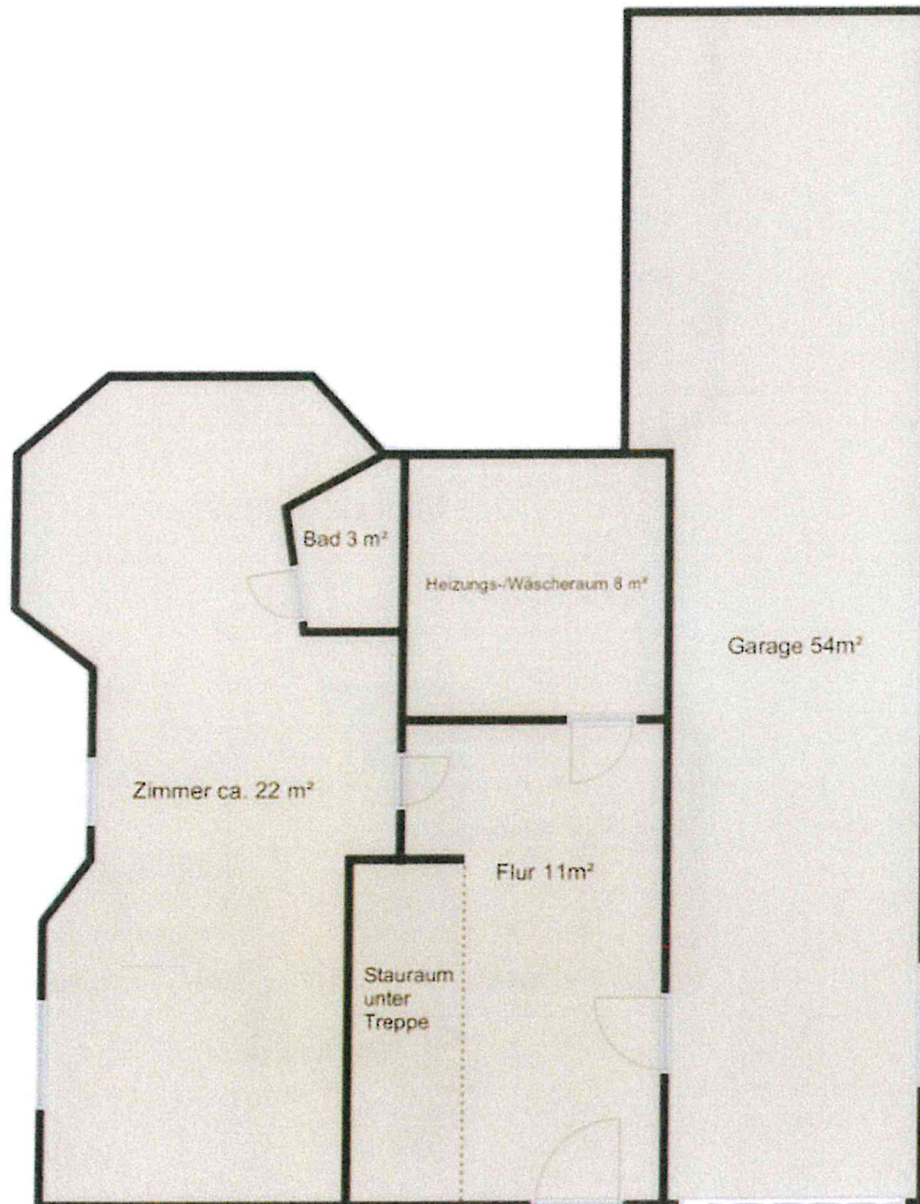 Bad 3 m²
Heizungs-/Wäscheraum 8 m²
Garage 54m²
Zimmer ca. 22 m²
Flur 11m²
Stauraum
unter
Treppe